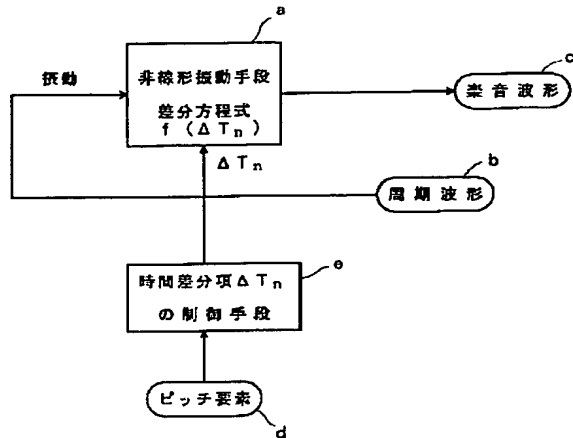 a
振動
非線形振動手段
差分方程式
f (ΔTn)
c
楽音波形
ΔTn
b
周期波形
e
時間差分項ΔTn
の制御手段
ピッチ要素
d